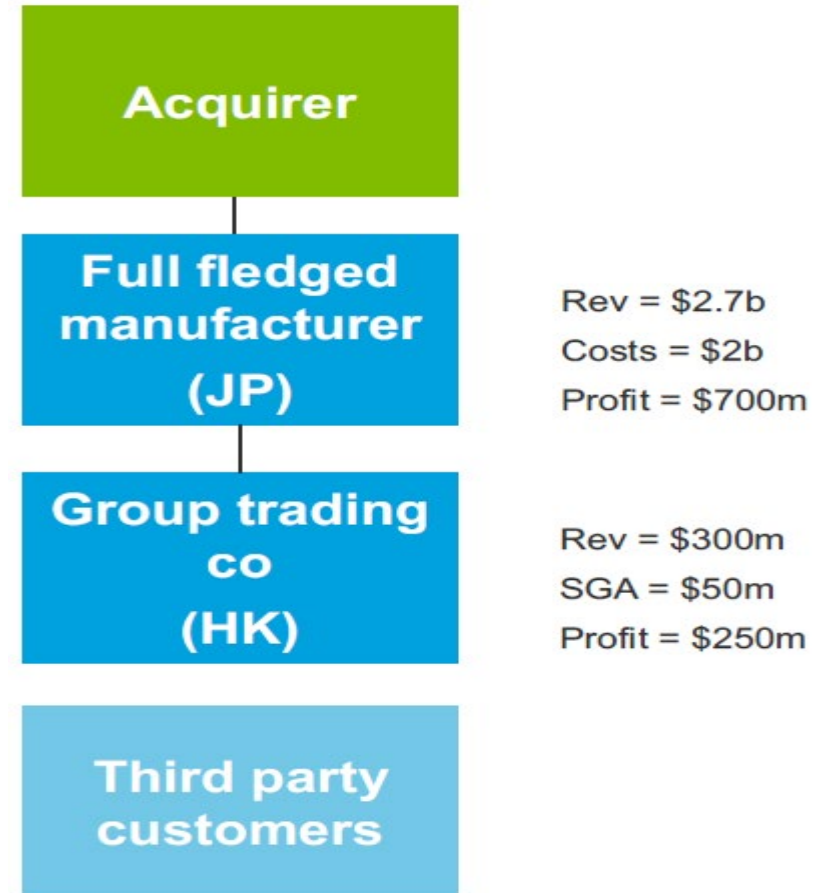 Acquirer
Full fledged
manufacturer
(JP)
Rev = $2.7b
Costs = $2b
Profit = $700m
Group trading
co
(HK)
Rev = $300m
SGA = $50m
Profit = $250m
Third party
customers